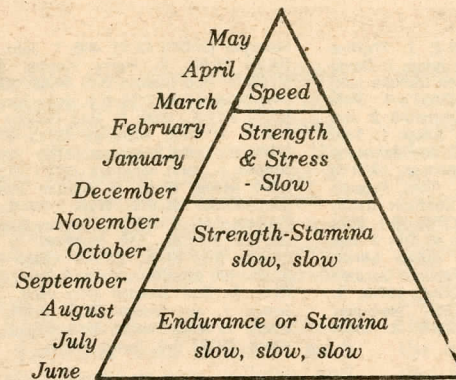 May
April
March
Speed
February
January
December
Strength
& Stress
- Slow
November
October
September
Strength-Stamina
slow, slow
August
July
June
Endurance or Stamina
slow, slow, slow